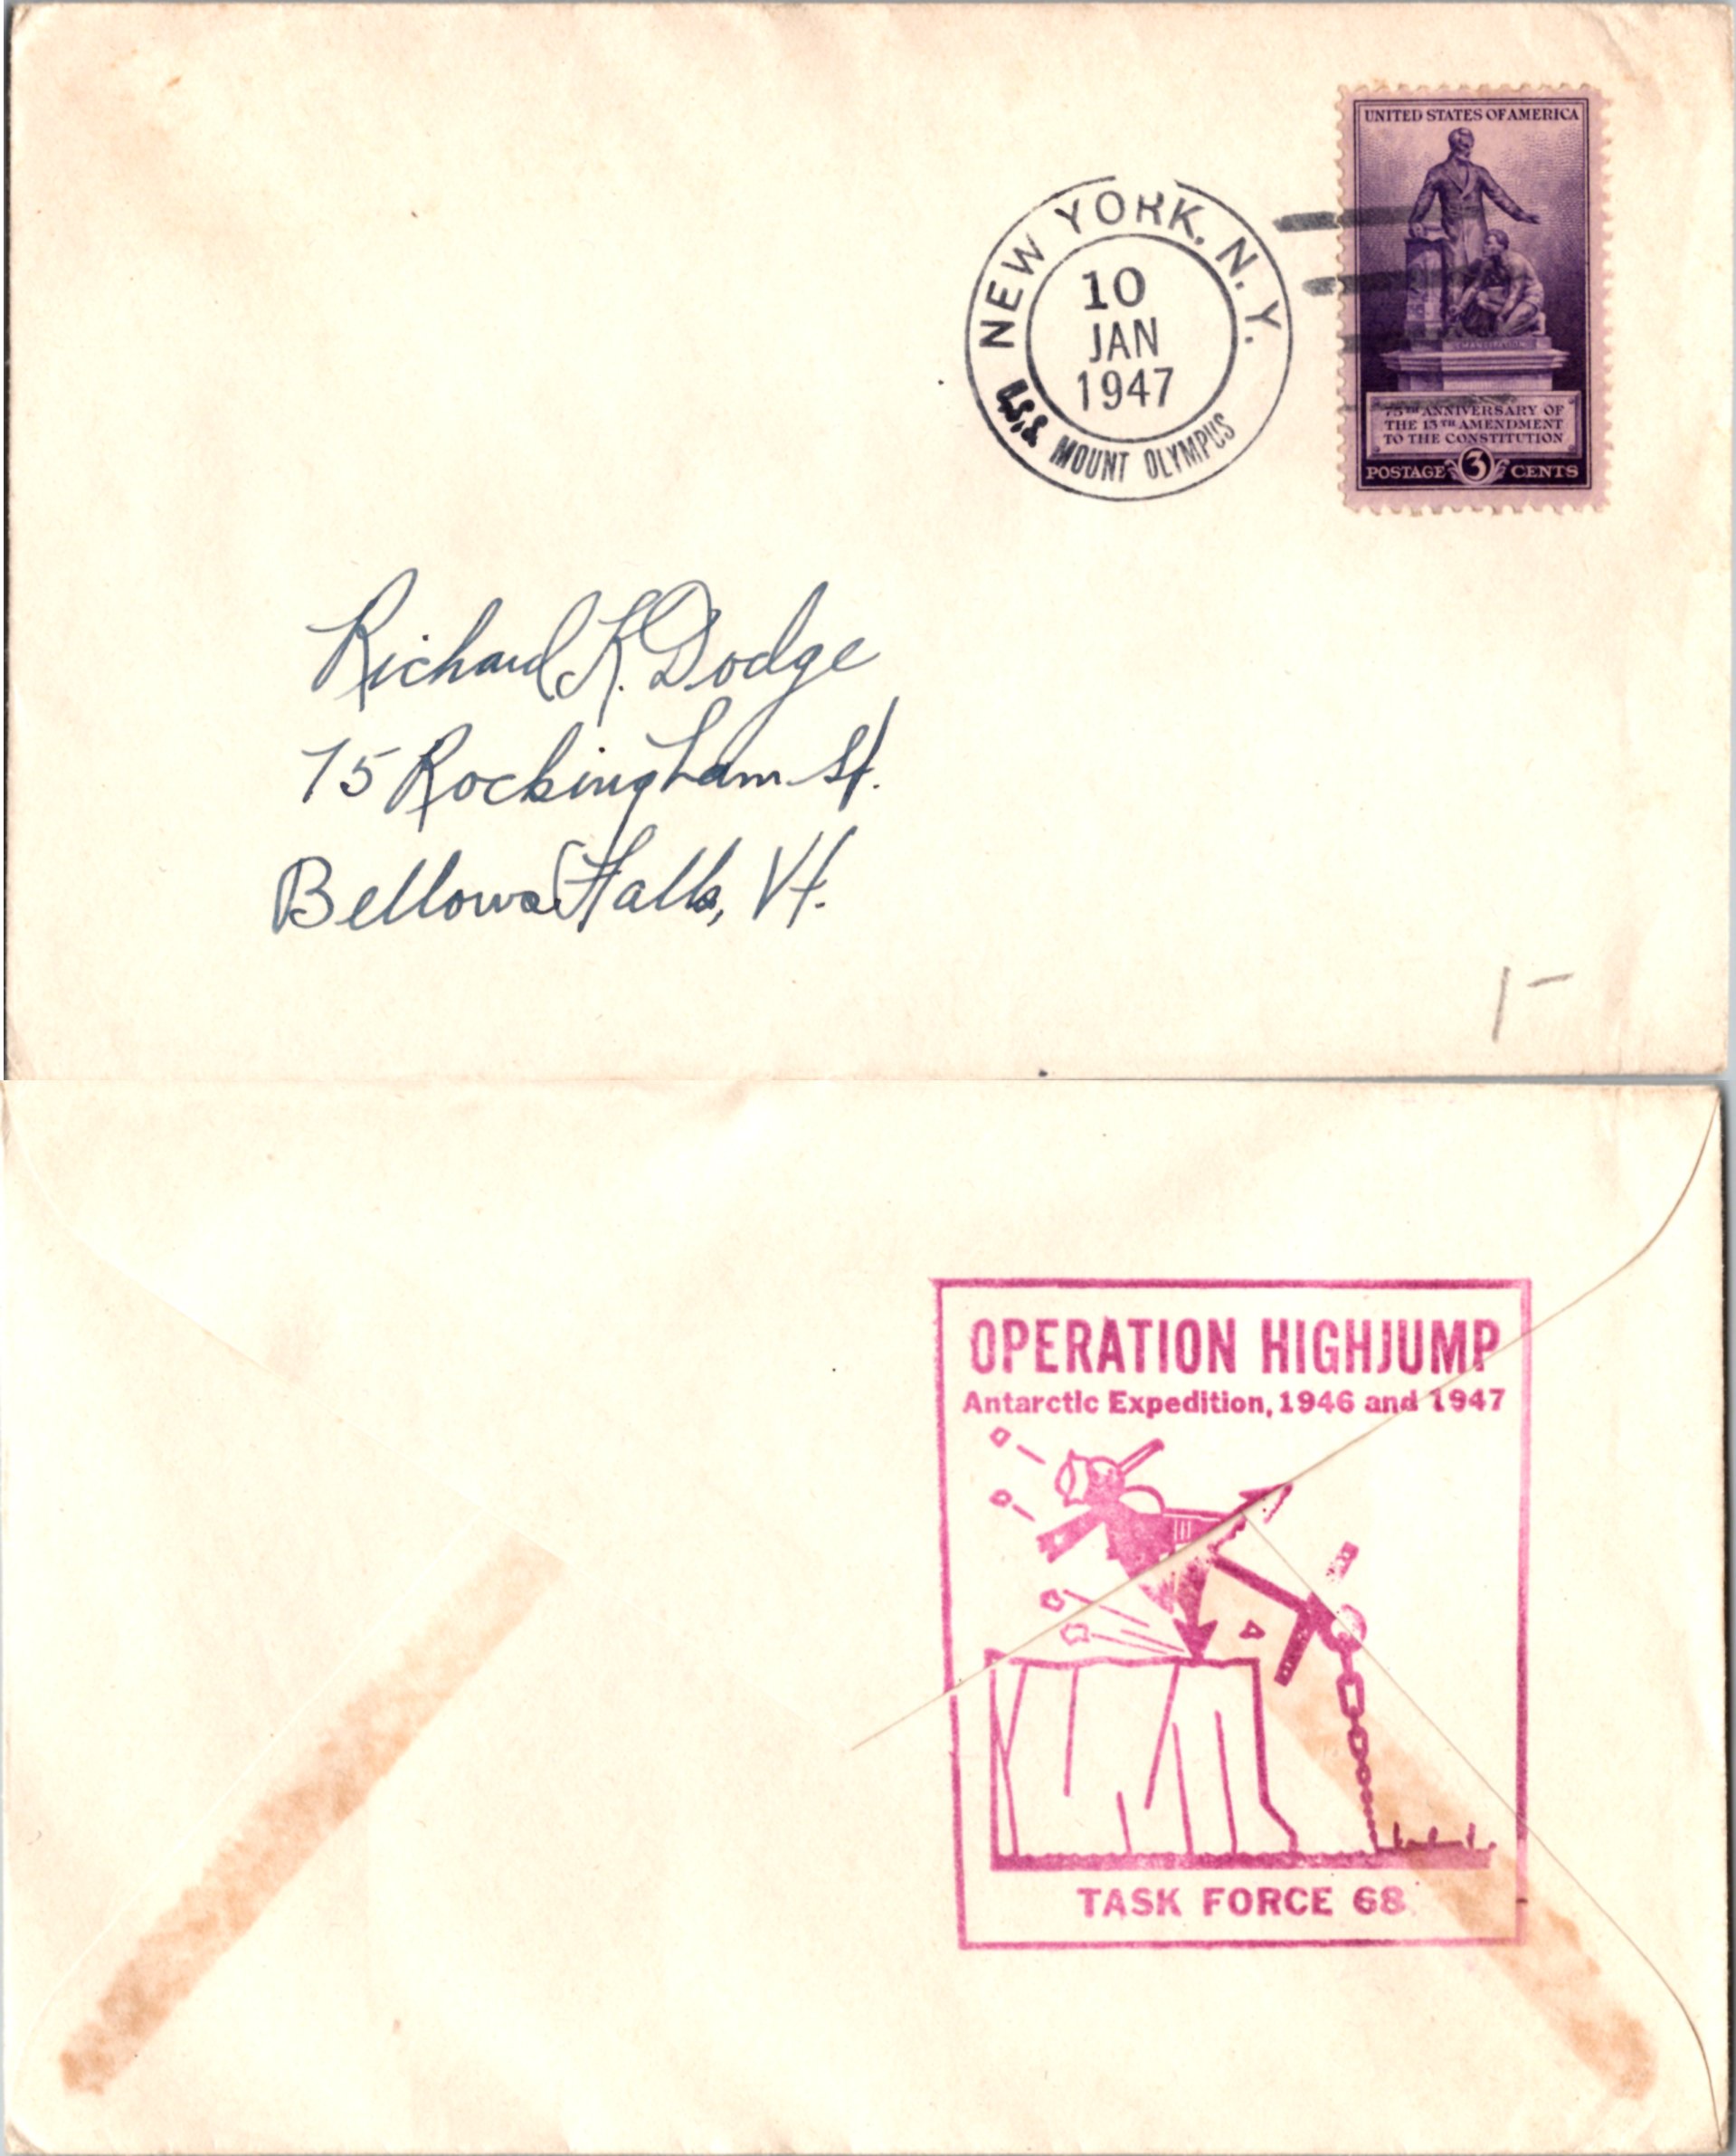 UNITED STATES OF AMERICA
EMANCIPATION
75TH ANNIVERSARY OF
THE 13TH AMENDMENT
TO THE CONSTITUTION
POSTAGE 3 CENTS
NEW YORK, N.Y.
10
JAN
1947
U.S.S. MOUNT OLYMPUS
Richard K. Dodge
75 Rockingham St.
Bellows Falls, Vt.
1-
OPERATION HIGHJUMP
Antarctic Expedition, 1946 and 1947
TASK FORCE 68